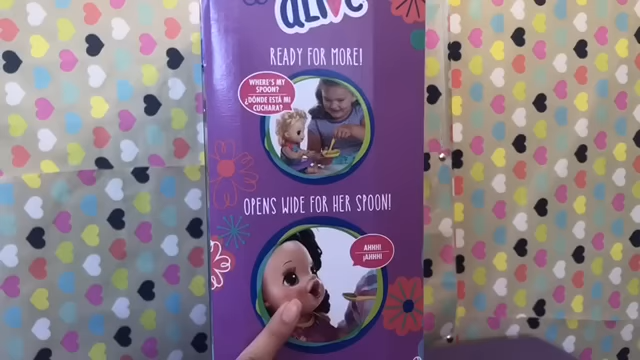 alive
READY FOR MORE!
WHERE'S MY
SPOON?
¿DÓNDE ESTÁ MI
CUCHARA?
OPENS WIDE FOR HER SPOON!
AHHH!
¡AHHH!